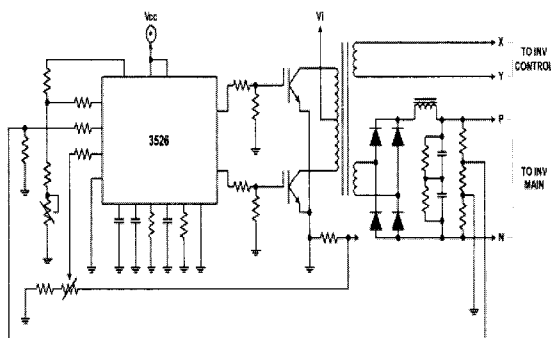 Vcc
Vi
X
TO INV
CONTROL
Y
3526
P
TO INV
MAIN
N